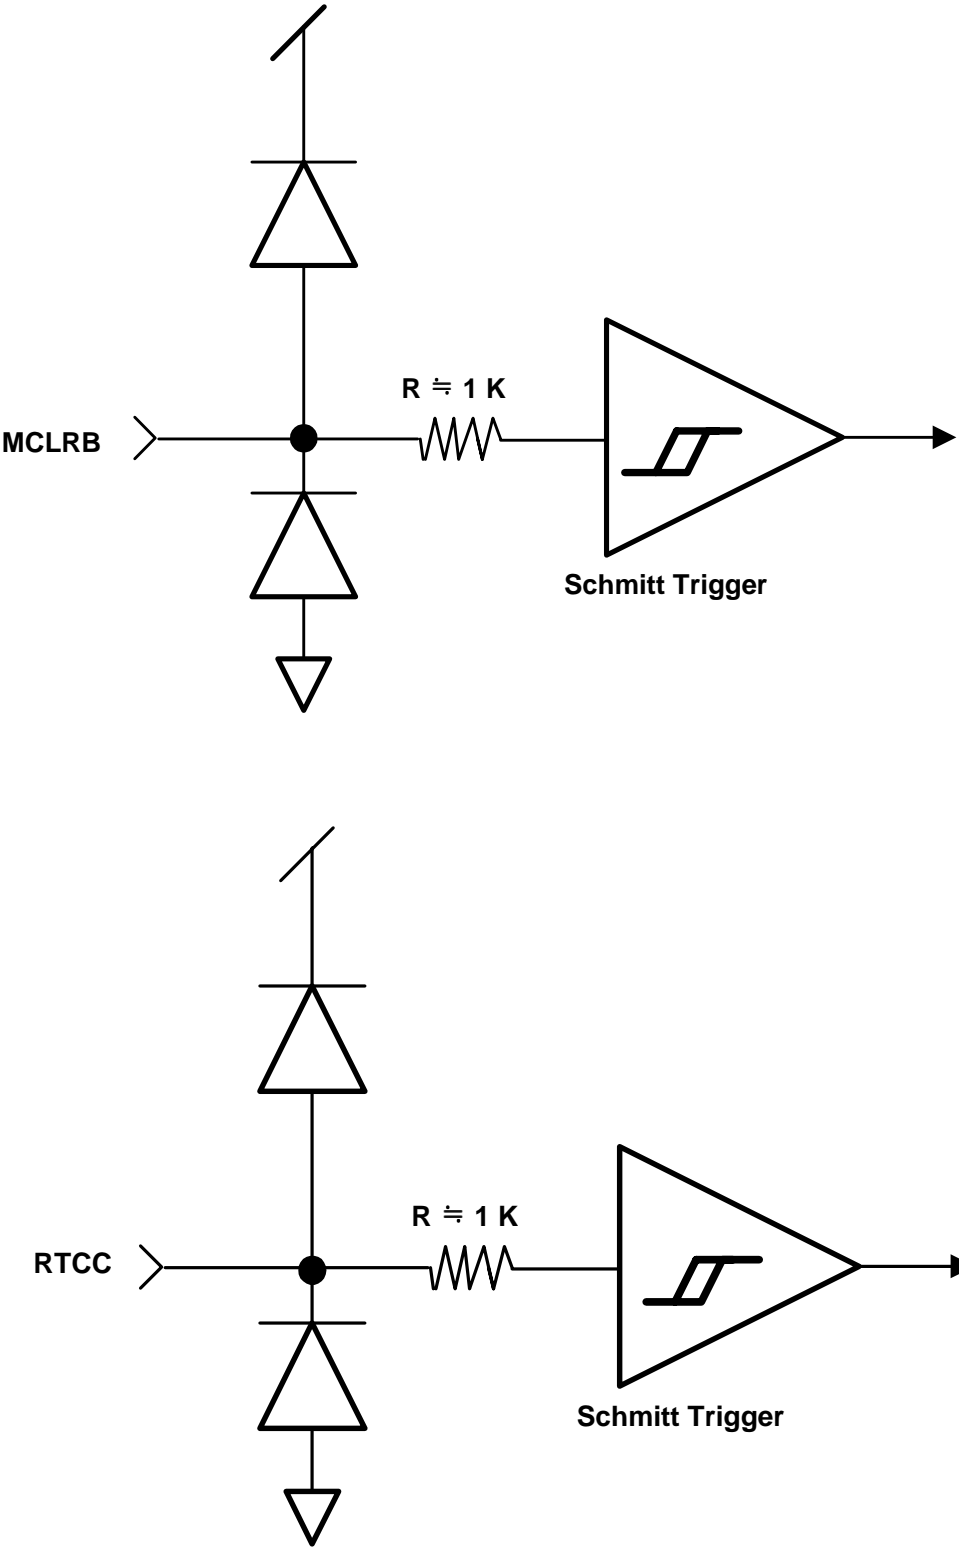 R ≒ 1 K
MCLRB
Schmitt Trigger
R ≒ 1 K
RTCC
Schmitt Trigger